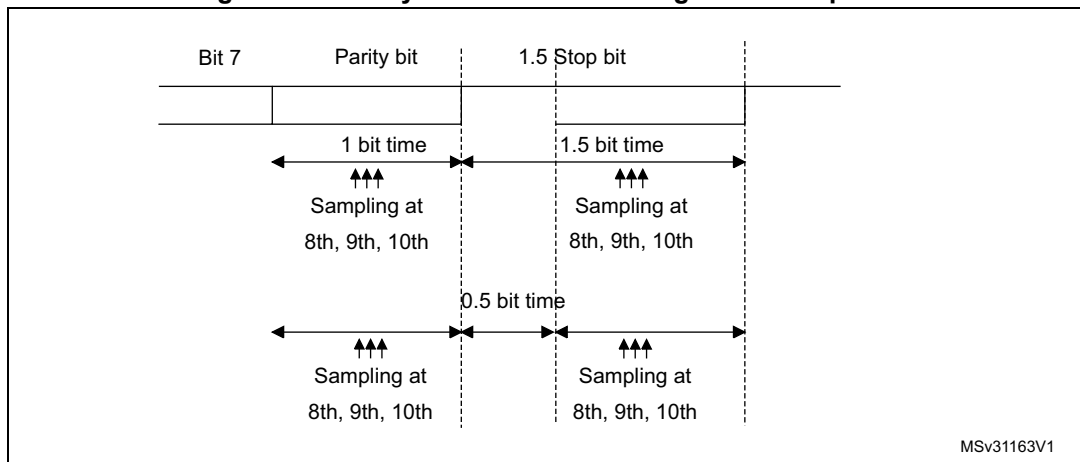 Bit 7 Parity bit 1.5 Stop bit
1 bit time 1.5 bit time
Sampling at Sampling at
8th, 9th, 10th 8th, 9th, 10th
0.5 bit time
Sampling at Sampling at
8th, 9th, 10th 8th, 9th, 10th
MSv31163V1